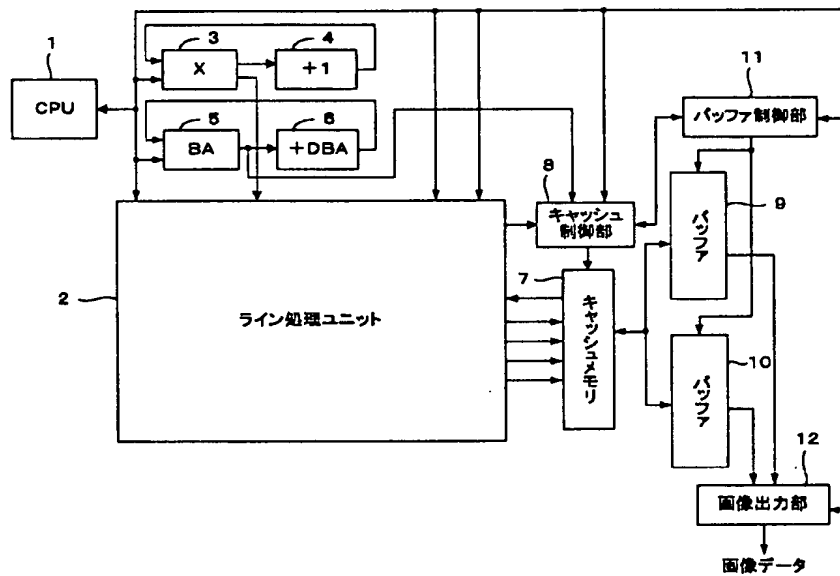 1
CPU
3
X
4
+1
5
BA
6
+DBA
2
ライン処理ユニット
8
キャッシュ
制御部
7
キャッシュメモリ
11
バッファ制御部
9
バッファ
10
バッファ
12
画像出力部
画像データ